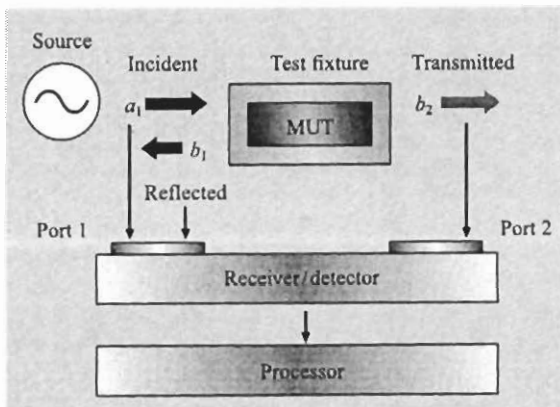 Source
Incident
Test fixture
Transmitted
a1
MUT
b2
b1
Reflected
Port 1
Port 2
Receiver/detector
Processor